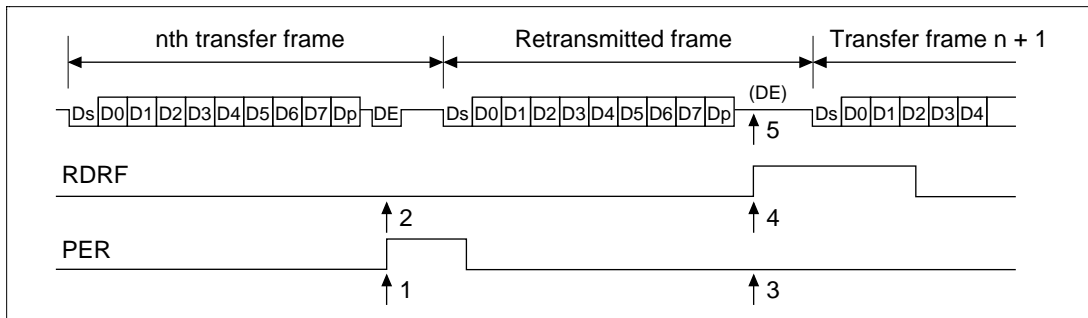 nth transfer frame Retransmitted frame Transfer frame n + 1
(DE)
Ds D0 D1 D2 D3 D4 D5 D6 D7 Dp DE Ds D0 D1 D2 D3 D4 D5 D6 D7 Dp Ds D0 D1 D2 D3 D4
5
RDRF
2 4
PER
1 3